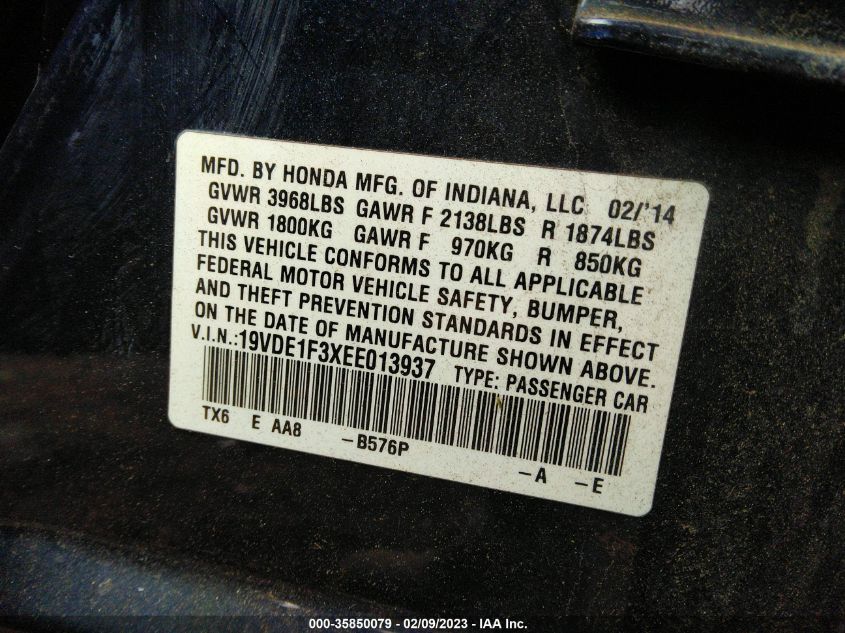 MFD. BY HONDA MFG. OF INDIANA, LLC 02/'14
GVWR 3968LBS GAWR F 2138LBS R 1874LBS
GVWR 1800KG GAWR F 970KG R 850KG
THIS VEHICLE CONFORMS TO ALL APPLICABLE
FEDERAL MOTOR VEHICLE SAFETY, BUMPER,
AND THEFT PREVENTION STANDARDS IN EFFECT
ON THE DATE OF MANUFACTURE SHOWN ABOVE.
V.I.N.:19VDE1F3XEE013937 TYPE: PASSENGER CAR
TX6 E AA8 -B576P -A -E
000-35850079 - 02/09/2023 - IAA Inc.